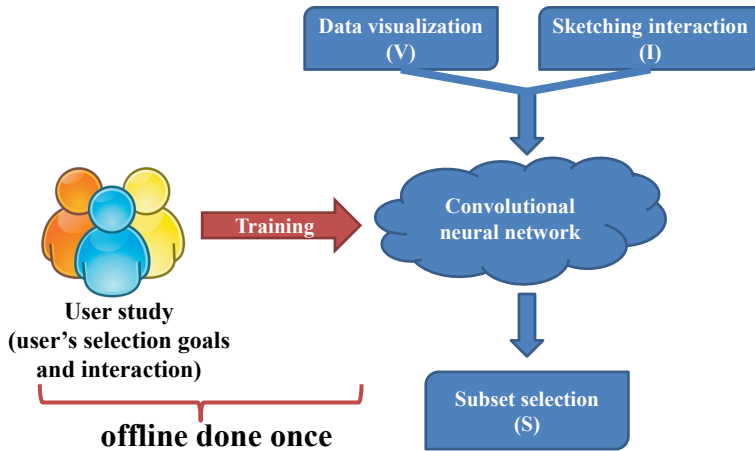 Data visualization
(V)
Sketching interaction
(I)
Convolutional
neural network
Training
User study
(user’s selection goals
and interaction)
offline done once
Subset selection
(S)